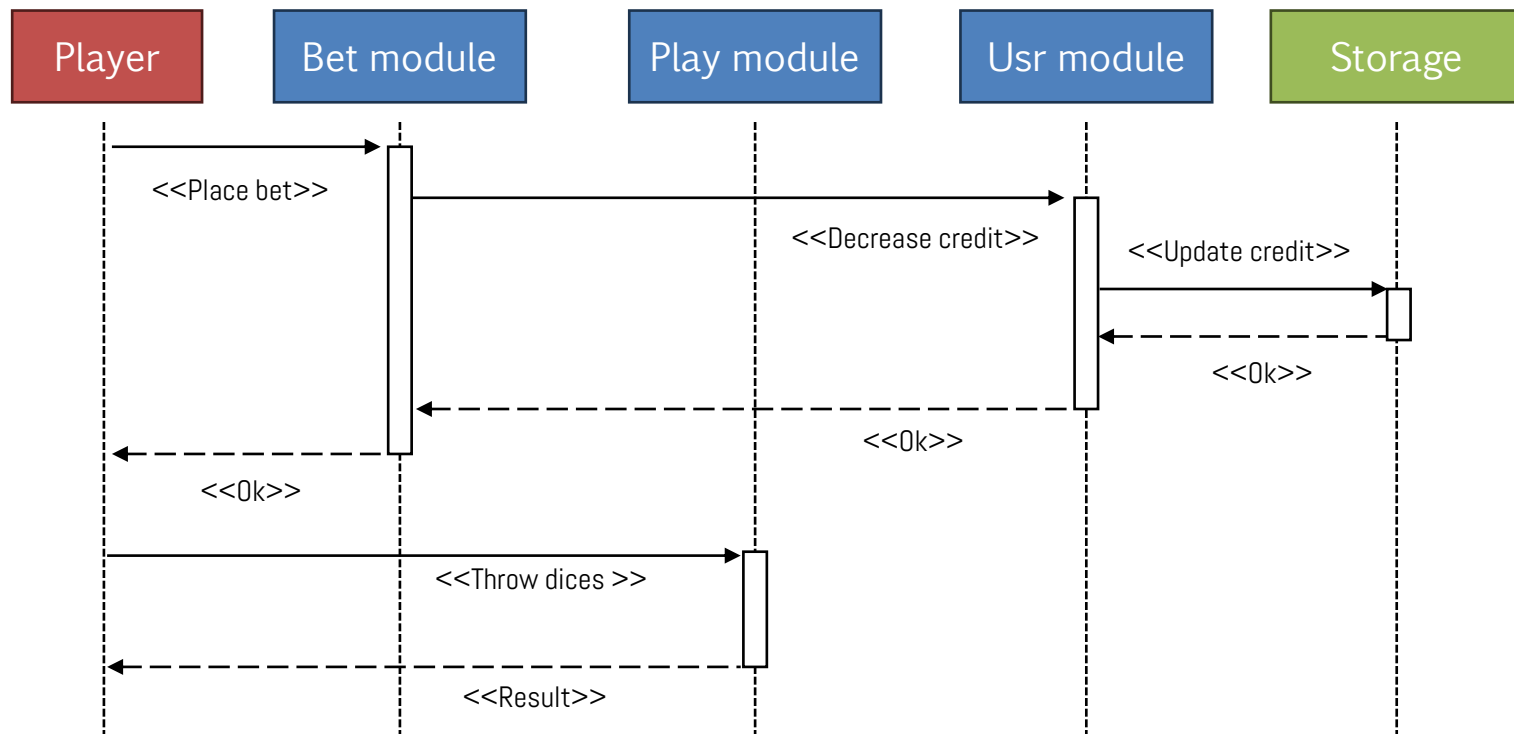 Player
Bet module
Play module
Usr module
Storage
<<Place bet>>
<<Decrease credit>>
<<Update credit>>
<<Ok>>
<<Ok>>
<<Ok>>
<<Throw dices >>
<<Result>>